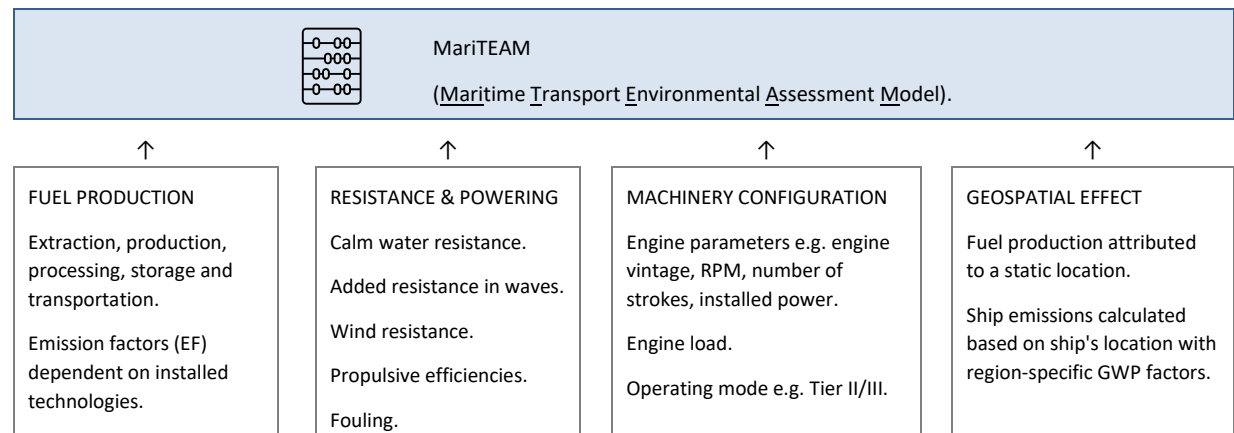 MariTEAM
(Maritime Transport Environmental Assessment Model).
FUEL PRODUCTION
Extraction, production,
processing, storage and
transportation.
Emission factors (EF)
dependent on installed
technologies.
RESISTANCE & POWERING
Calm water resistance.
Added resistance in waves.
Wind resistance.
Propulsive efficiencies.
Fouling.
MACHINERY CONFIGURATION
Engine parameters e.g. engine
vintage, RPM, number of
strokes, installed power.
Engine load.
Operating mode e.g. Tier II/III.
GEOSPATIAL EFFECT
Fuel production attributed
to a static location.
Ship emissions calculated
based on ship's location with
region-specific GWP factors.